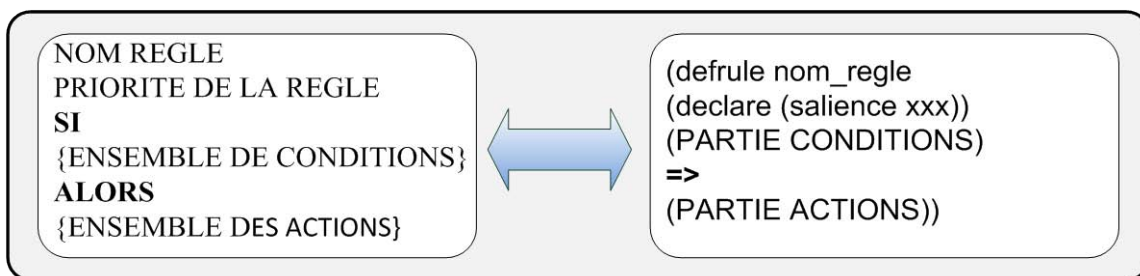 NOM REGLE
PRIORITE DE LA REGLE
SI
{ENSEMBLE DE CONDITIONS}
ALORS
{ENSEMBLE DES ACTIONS}
(defrule nom_regle
(declare (salience xxx))
(PARTIE CONDITIONS)
=>
(PARTIE ACTIONS))